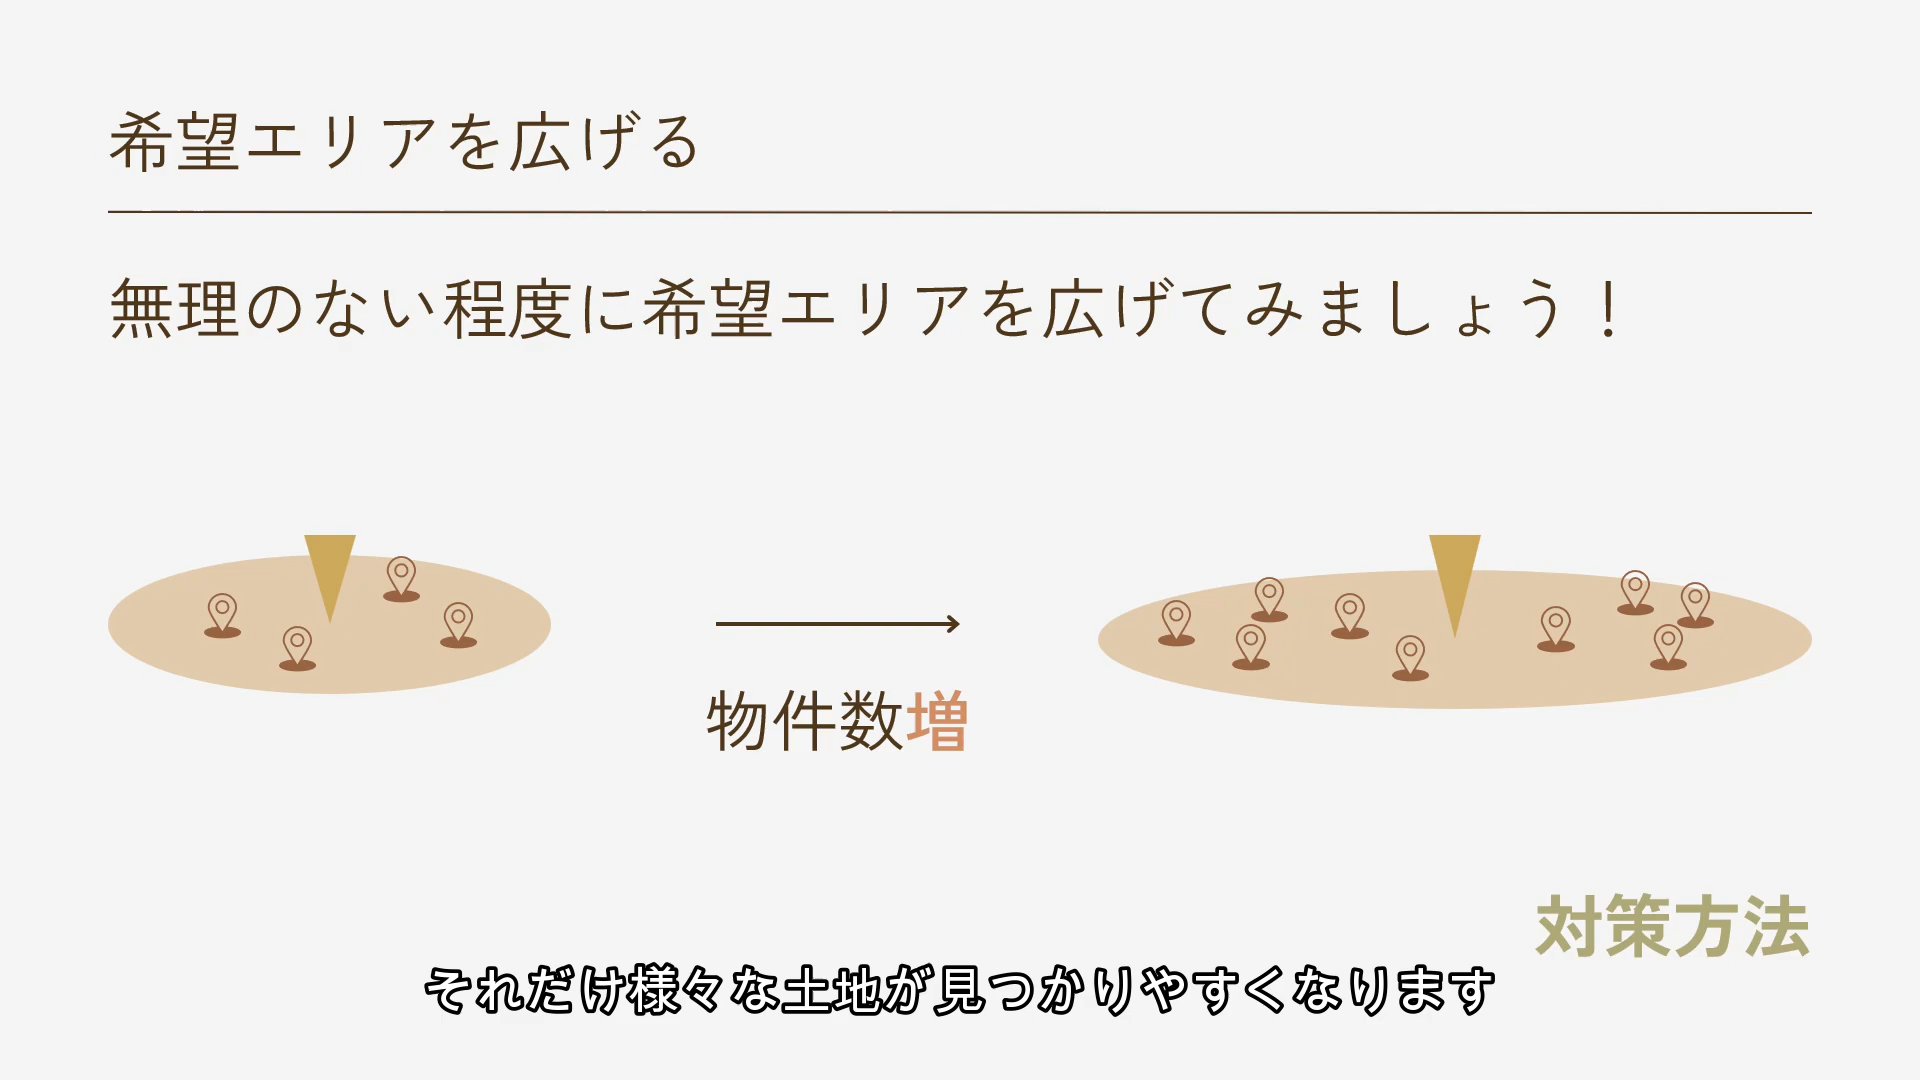 希望エリアを広げる
無理のない程度に希望エリアを広げてみましょう！
物件数増
対策方法
それだけ様々な土地が見つかりやすくなります